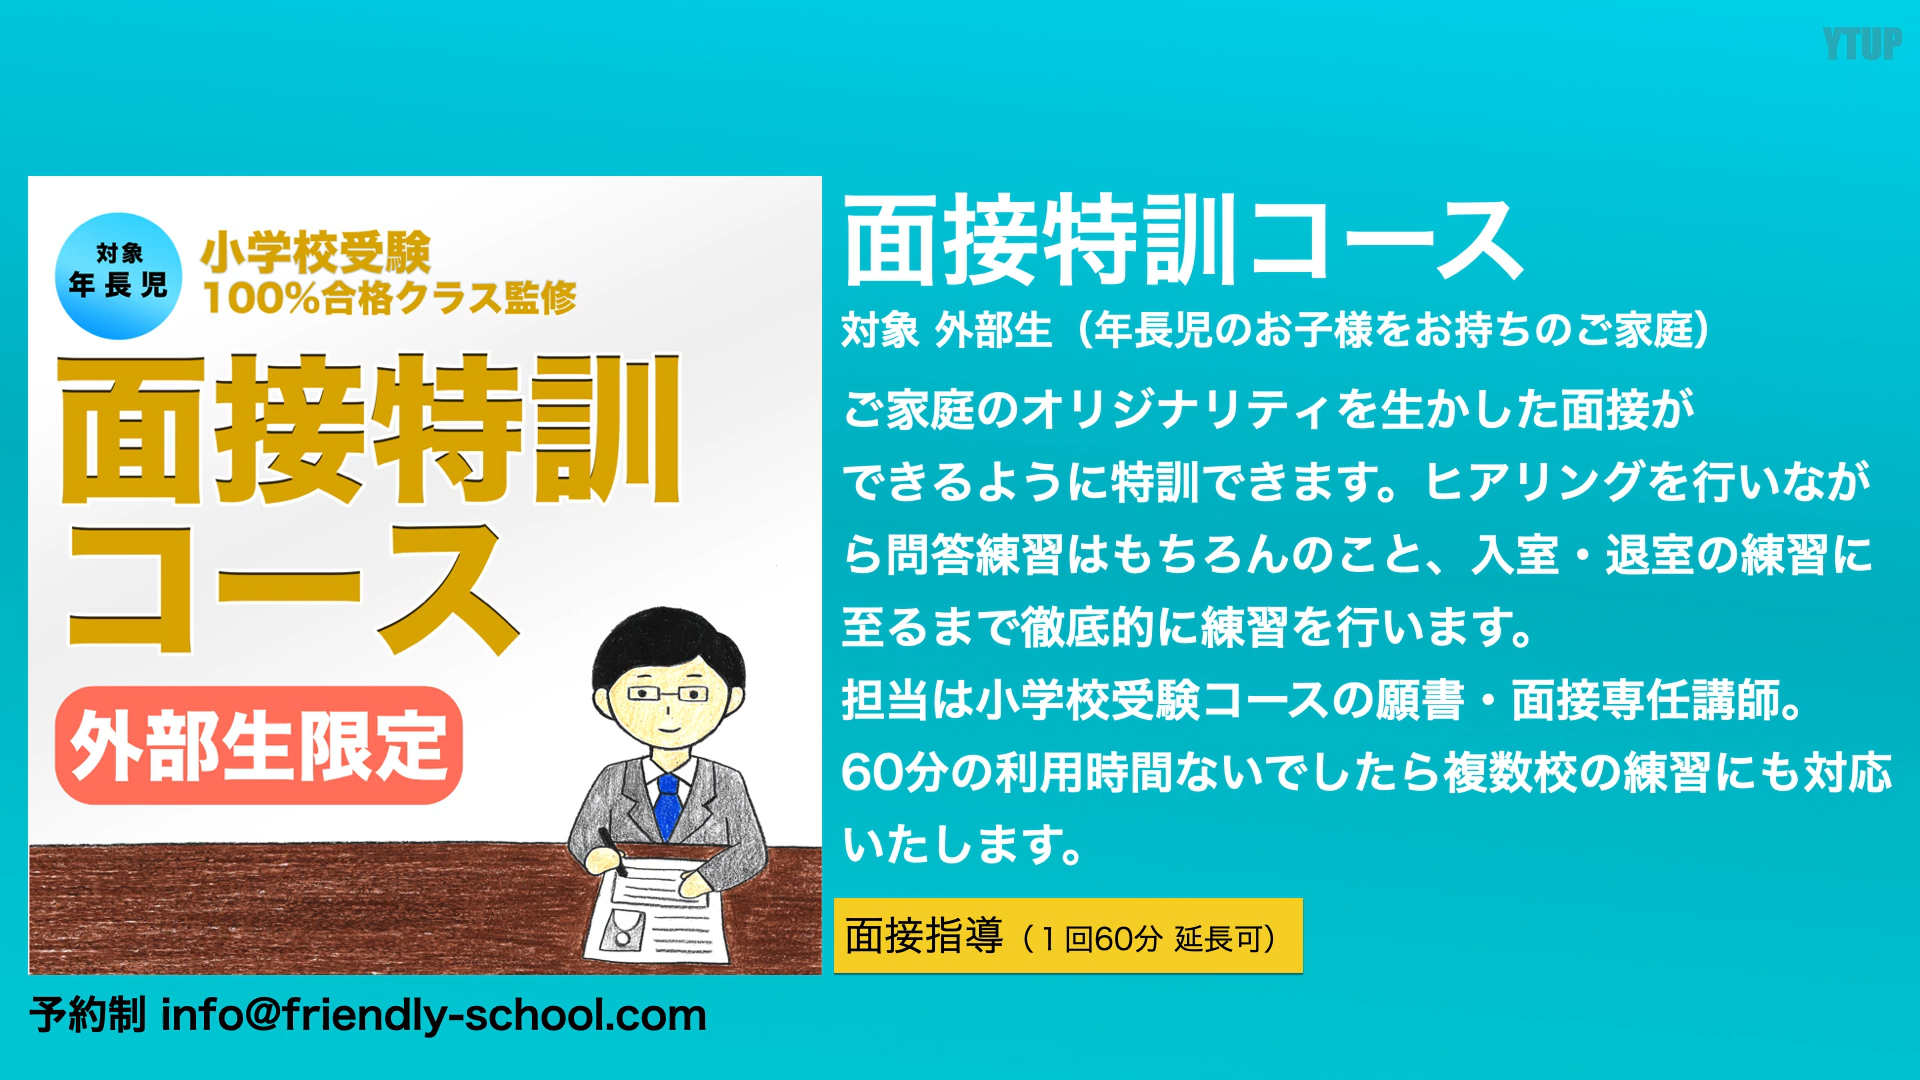 YTUP
対象
年長児
小学校受験
100%合格クラス監修
面接特訓
コース
外部生限定
予約制 info@friendly-school.com
面接特訓コース
対象 外部生（年長児のお子様をお持ちのご家庭）
ご家庭のオリジナリティを生かした面接が
できるように特訓できます。ヒアリングを行いなが
ら問答練習はもちろんのこと、入室・退室の練習に
至るまで徹底的に練習を行います。
担当は小学校受験コースの願書・面接専任講師。
60分の利用時間ないでしたら複数校の練習にも対応
いたします。
面接指導（１回60分 延長可）